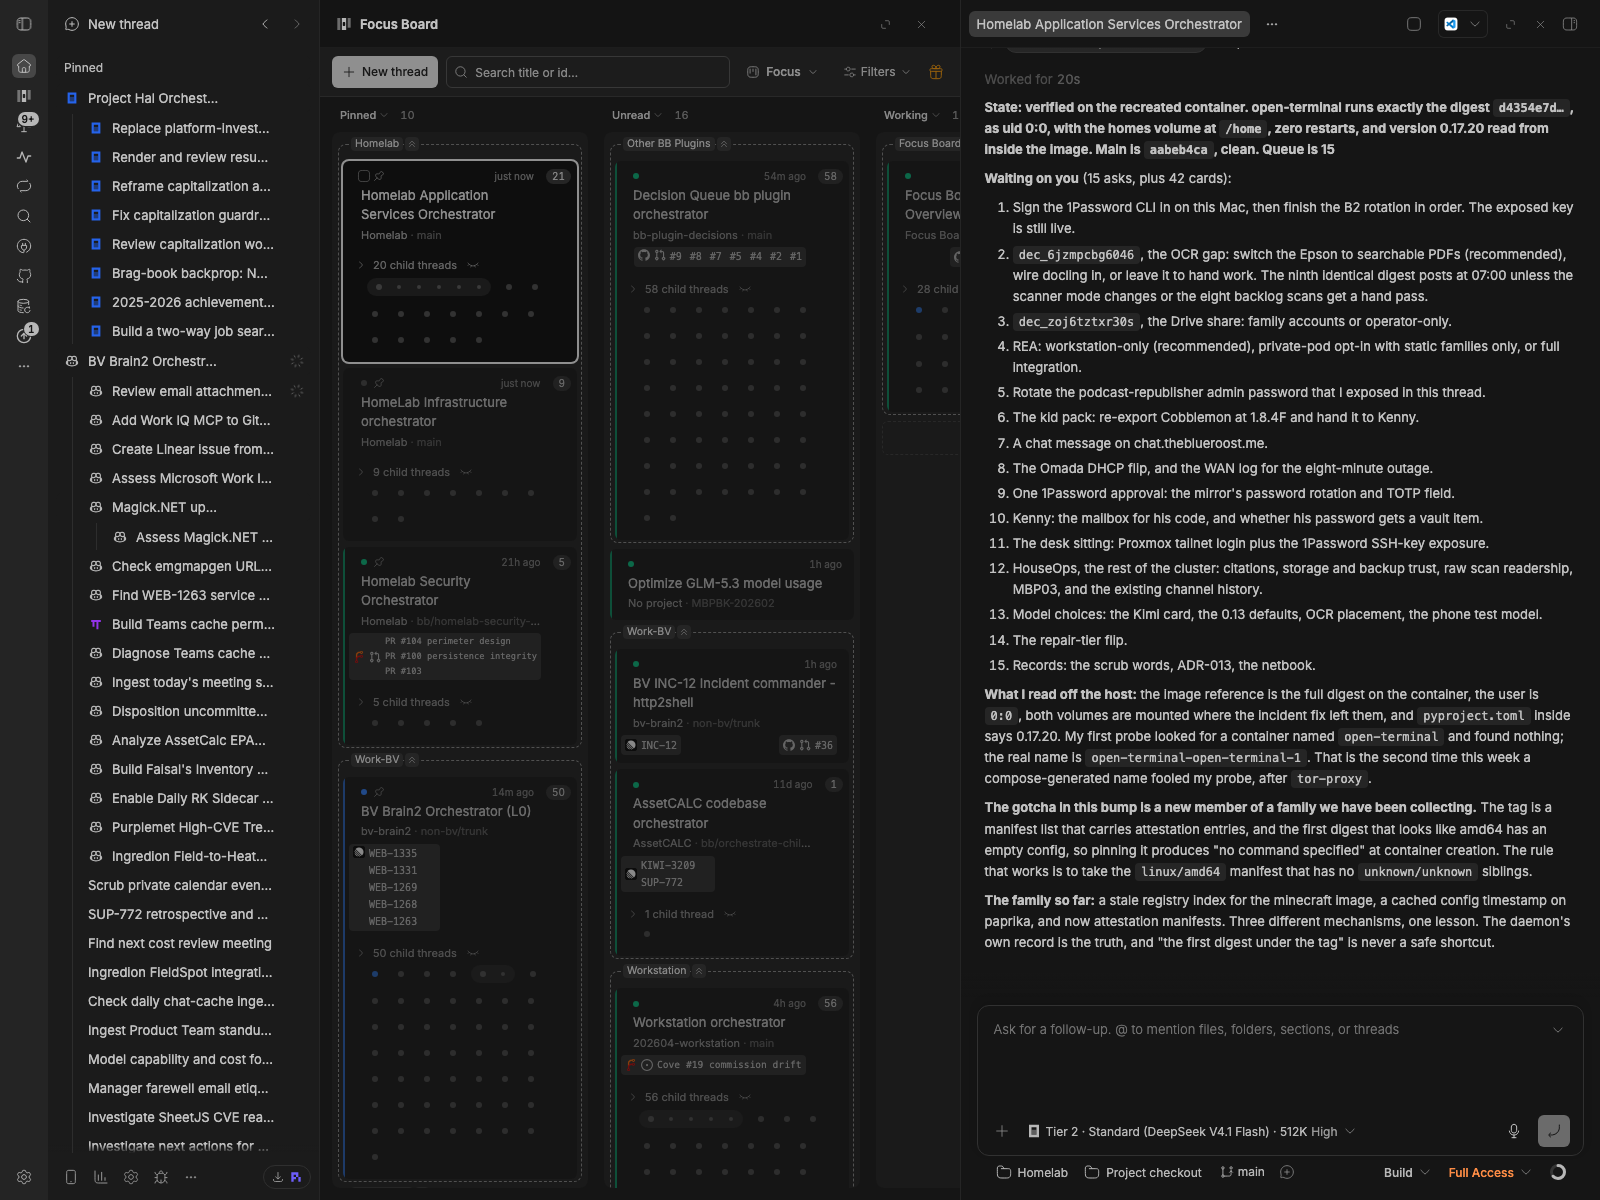 New thread
Pinned
Project Hal Orchest...
Replace platform-invest...
Render and review resu...
Reframe capitalization a...
Fix capitalization guardr...
Review capitalization wo...
Brag-book backprop: N...
2025-2026 achievement...
Build a two-way job sear...
BV Brain2 Orchestr...
Review email attachmen...
Add Work IQ MCP to Git...
Create Linear issue from...
Assess Microsoft Work I...
Magick.NET up...
Assess Magick.NET ...
Check emgmapgen URL...
Find WEB-1263 service ...
Build Teams cache perm...
Diagnose Teams cache ...
Ingest today's meeting s...
Disposition uncommitte...
Analyze AssetCalc EPA...
Build Faisal's Inventory ...
Enable Daily RK Sidecar ...
Purplemet High-CVE Tre...
Ingredion Field-to-Heat...
Scrub private calendar even...
SUP-772 retrospective and ...
Find next cost review meeting
Ingredion FieldSpot integrati...
Check daily chat-cache inge...
Ingest Product Team standu...
Model capability and cost fo...
Manager farewell email etiq...
Investigate SheetJS CVE rea...
Investigate next actions for ...
9+
1
Focus Board
New thread
Search title or id...
Focus
Filters
Pinned 10
Homelab
just now 21
Homelab Application
Services Orchestrator
Homelab · main
20 child threads
just now 9
HomeLab Infrastructure
orchestrator
Homelab · main
9 child threads
21h ago 5
Homelab Security
Orchestrator
Homelab · bb/homelab-security-...
PR #104 perimeter design
PR #100 persistence integrity
PR #103
5 child threads
Work-BV
14m ago 50
BV Brain2 Orchestrator (L0)
bv-brain2 · non-bv/trunk
WEB-1335
WEB-1331
WEB-1269
WEB-1268
WEB-1263
50 child threads
Unread 16
Other BB Plugins
54m ago 58
Decision Queue bb plugin
orchestrator
bb-plugin-decisions · main
#9 #8 #7 #5 #4 #2 #1
58 child threads
1h ago
Optimize GLM-5.3 model usage
No project · MBPBK-202602
Work-BV
1h ago
BV INC-12 Incident commander -
http2shell
bv-brain2 · non-bv/trunk
INC-12 #36
11d ago 1
AssetCALC codebase
orchestrator
AssetCALC · bb/orchestrate-chil...
KIWI-3209
SUP-772
1 child thread
Workstation
4h ago 56
Workstation orchestrator
202604-workstation · main
Cove #19 commission drift
56 child threads
Working 1
Focus Board
Focus Bo
Overview
Focus Boa
28 child
Homelab Application Services Orchestrator
Worked for 20s
State: verified on the recreated container. open-terminal runs exactly the digest d4354e7d… ,
as uid 0:0, with the homes volume at /home , zero restarts, and version 0.17.20 read from
inside the image. Main is aabeb4ca , clean. Queue is 15
Waiting on you (15 asks, plus 42 cards):
1. Sign the 1Password CLI in on this Mac, then finish the B2 rotation in order. The exposed key
is still live.
2. dec_6jzmpcbg6046 , the OCR gap: switch the Epson to searchable PDFs (recommended),
wire docling in, or leave it to hand work. The ninth identical digest posts at 07:00 unless the
scanner mode changes or the eight backlog scans get a hand pass.
3. dec_zoj6tztxr30s , the Drive share: family accounts or operator-only.
4. REA: workstation-only (recommended), private-pod opt-in with static families only, or full
integration.
5. Rotate the podcast-republisher admin password that I exposed in this thread.
6. The kid pack: re-export Cobblemon at 1.8.4F and hand it to Kenny.
7. A chat message on chat.theblueroost.me.
8. The Omada DHCP flip, and the WAN log for the eight-minute outage.
9. One 1Password approval: the mirror's password rotation and TOTP field.
10. Kenny: the mailbox for his code, and whether his password gets a vault item.
11. The desk sitting: Proxmox tailnet login plus the 1Password SSH-key exposure.
12. HouseOps, the rest of the cluster: citations, storage and backup trust, raw scan readership,
MBP03, and the existing channel history.
13. Model choices: the Kimi card, the 0.13 defaults, OCR placement, the phone test model.
14. The repair-tier flip.
15. Records: the scrub words, ADR-013, the netbook.
What I read off the host: the image reference is the full digest on the container, the user is
0:0 , both volumes are mounted where the incident fix left them, and pyproject.toml inside
says 0.17.20. My first probe looked for a container named open-terminal and found nothing;
the real name is open-terminal-open-terminal-1 . That is the second time this week a
compose-generated name fooled my probe, after tor-proxy .
The gotcha in this bump is a new member of a family we have been collecting. The tag is a
manifest list that carries attestation entries, and the first digest that looks like amd64 has an
empty config, so pinning it produces "no command specified" at container creation. The rule
that works is to take the linux/amd64 manifest that has no unknown/unknown siblings.
The family so far: a stale registry index for the minecraft image, a cached config timestamp on
paprika, and now attestation manifests. Three different mechanisms, one lesson. The daemon's
own record is the truth, and "the first digest under the tag" is never a safe shortcut.
Ask for a follow-up. @ to mention files, folders, sections, or threads
Tier 2 · Standard (DeepSeek V4.1 Flash) · 512K High
Homelab Project checkout main Build Full Access